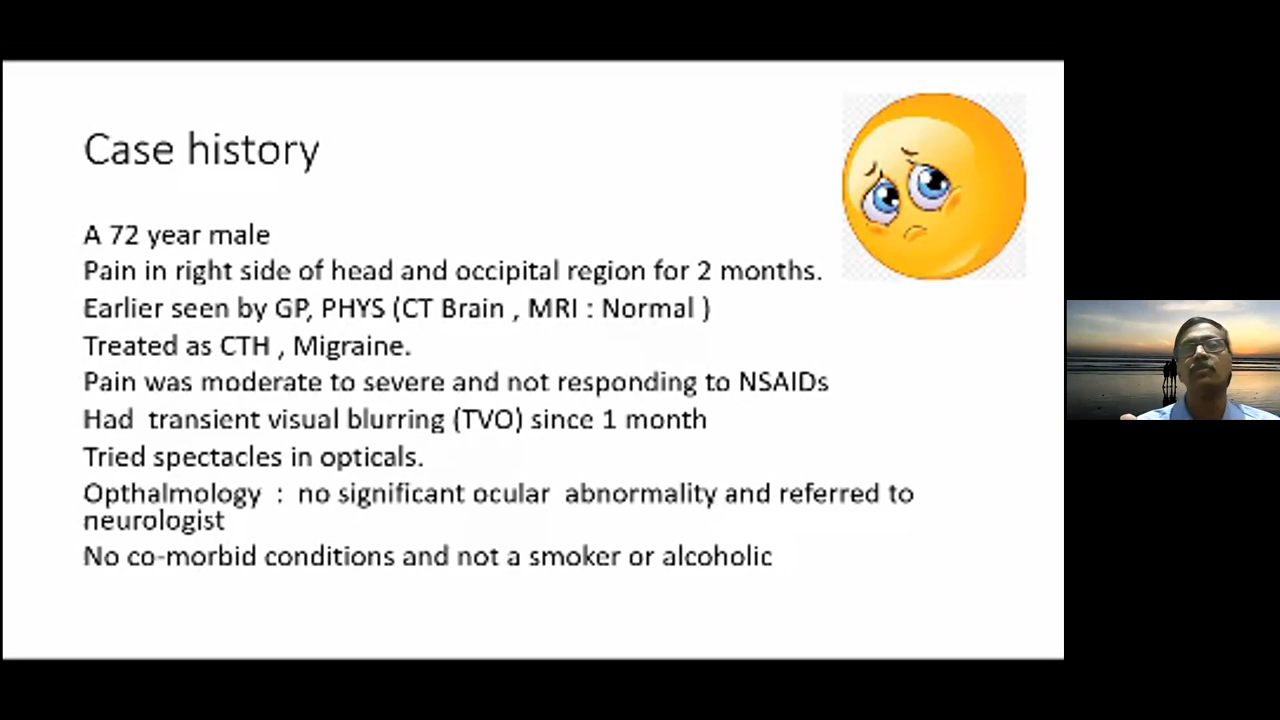 Case history
A 72 year male
Pain in right side of head and occipital region for 2 months.
Earlier seen by GP, PHYS (CT Brain , MRI : Normal )
Treated as CTH , Migraine.
Pain was moderate to severe and not responding to NSAIDs
Had  transient visual blurring (TVO) since 1 month
Tried spectacles in opticals.
Opthalmology  :  no significant ocular  abnormality and referred to
neurologist
No co-morbid conditions and not a smoker or alcoholic